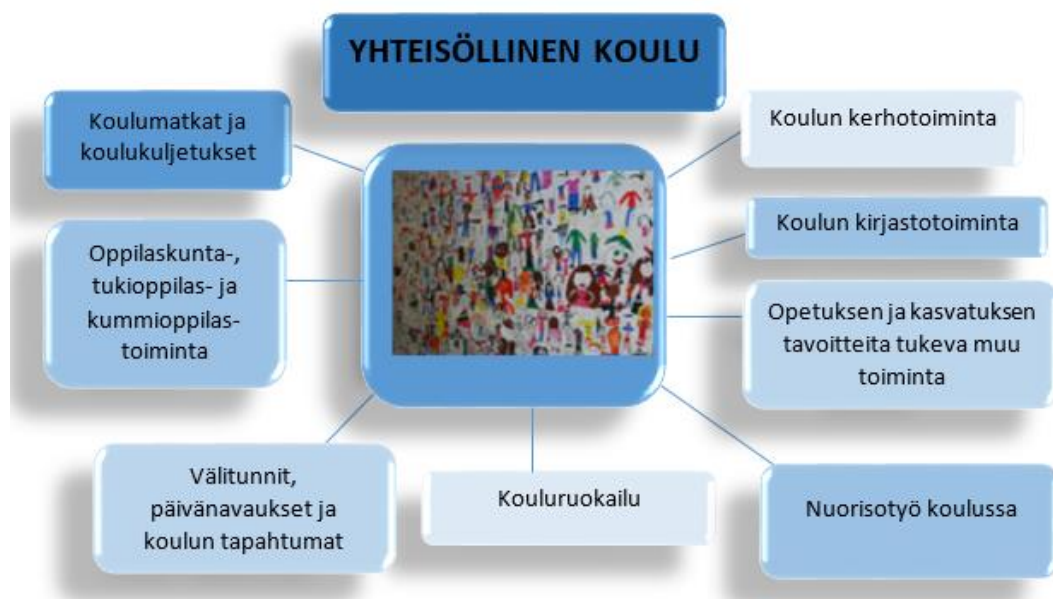 YHTEISÖLLINEN KOULU
Koulumatkat ja
koulukuljetukset
Koulun kerhotoiminta
Koulun kirjastotoiminta
Oppilaskunta-,
tukioppilas- ja
kummioppilas-
toiminta
Opetuksen ja kasvatuksen
tavoitteita tukeva muu
toiminta
Välitunnit,
päivänavaukset ja
koulun tapahtumat
Kouluruokailu
Nuorisotyö koulussa